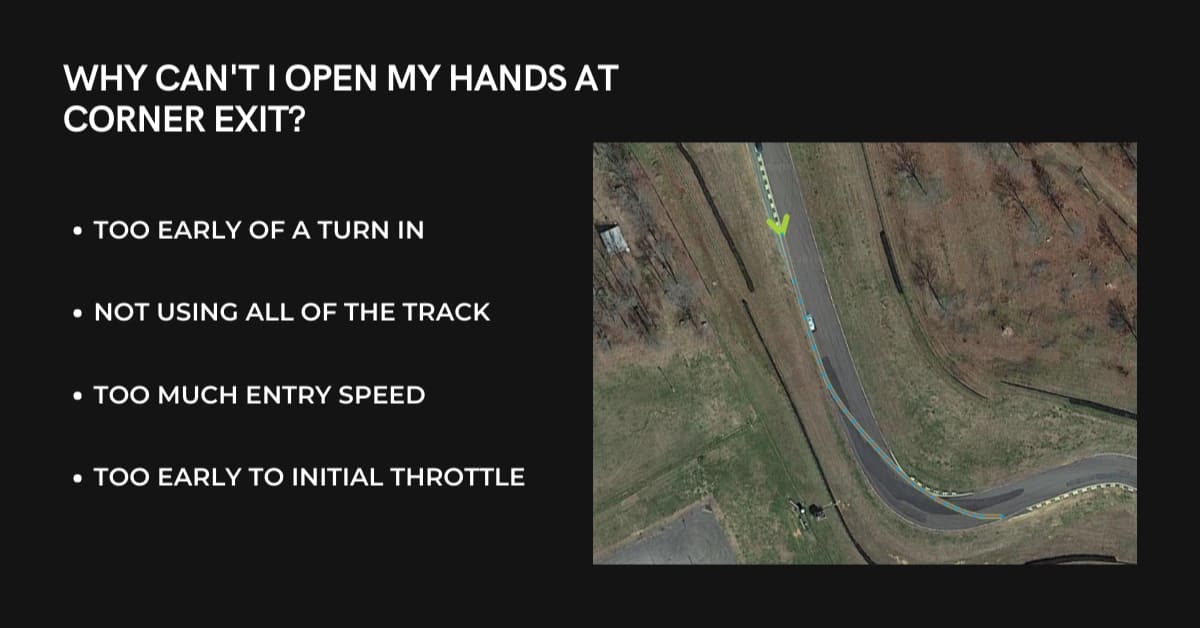 WHY CAN'T I OPEN MY HANDS AT
CORNER EXIT?
• TOO EARLY OF A TURN IN
• NOT USING ALL OF THE TRACK
• TOO MUCH ENTRY SPEED
• TOO EARLY TO INITIAL THROTTLE